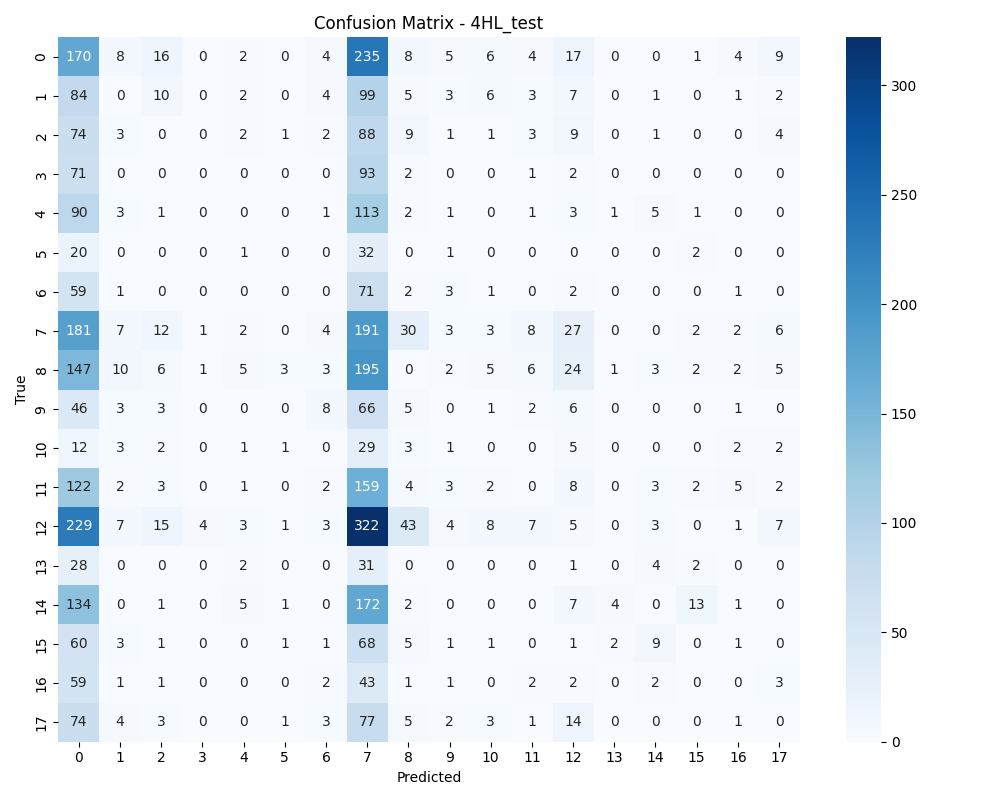 Confusion Matrix - 4HL_test
0 170 8 16 0 2 0 4 235 8 5 6 4 17 0 0 1 4 9
1 84 0 10 0 2 0 4 99 5 3 6 3 7 0 1 0 1 2
2 74 3 0 0 2 1 2 88 9 1 1 3 9 0 1 0 0 4
3 71 0 0 0 0 0 0 93 2 0 0 1 2 0 0 0 0 0
4 90 3 1 0 0 0 1 113 2 1 0 1 3 1 5 1 0 0
5 20 0 0 0 1 0 0 32 0 1 0 0 0 0 0 2 0 0
6 59 1 0 0 0 0 0 71 2 3 1 0 2 0 0 0 1 0
7 181 7 12 1 2 0 4 191 30 3 3 8 27 0 0 2 2 6
8 147 10 6 1 5 3 3 195 0 2 5 6 24 1 3 2 2 5
9 46 3 3 0 0 0 8 66 5 0 1 2 6 0 0 0 1 0
10 12 3 2 0 1 1 0 29 3 1 0 0 5 0 0 0 2 2
11 122 2 3 0 1 0 2 159 4 3 2 0 8 0 3 2 5 2
12 229 7 15 4 3 1 3 322 43 4 8 7 5 0 3 0 1 7
13 28 0 0 0 2 0 0 31 0 0 0 0 1 0 4 2 0 0
14 134 0 1 0 5 1 0 172 2 0 0 0 7 4 0 13 1 0
15 60 3 1 0 0 1 1 68 5 1 1 0 1 2 9 0 1 0
16 59 1 1 0 0 0 2 43 1 1 0 2 2 0 2 0 0 3
17 74 4 3 0 0 1 3 77 5 2 3 1 14 0 0 0 1 0
0 1 2 3 4 5 6 7 8 9 10 11 12 13 14 15 16 17
Predicted
True
300
250
200
150
100
50
0